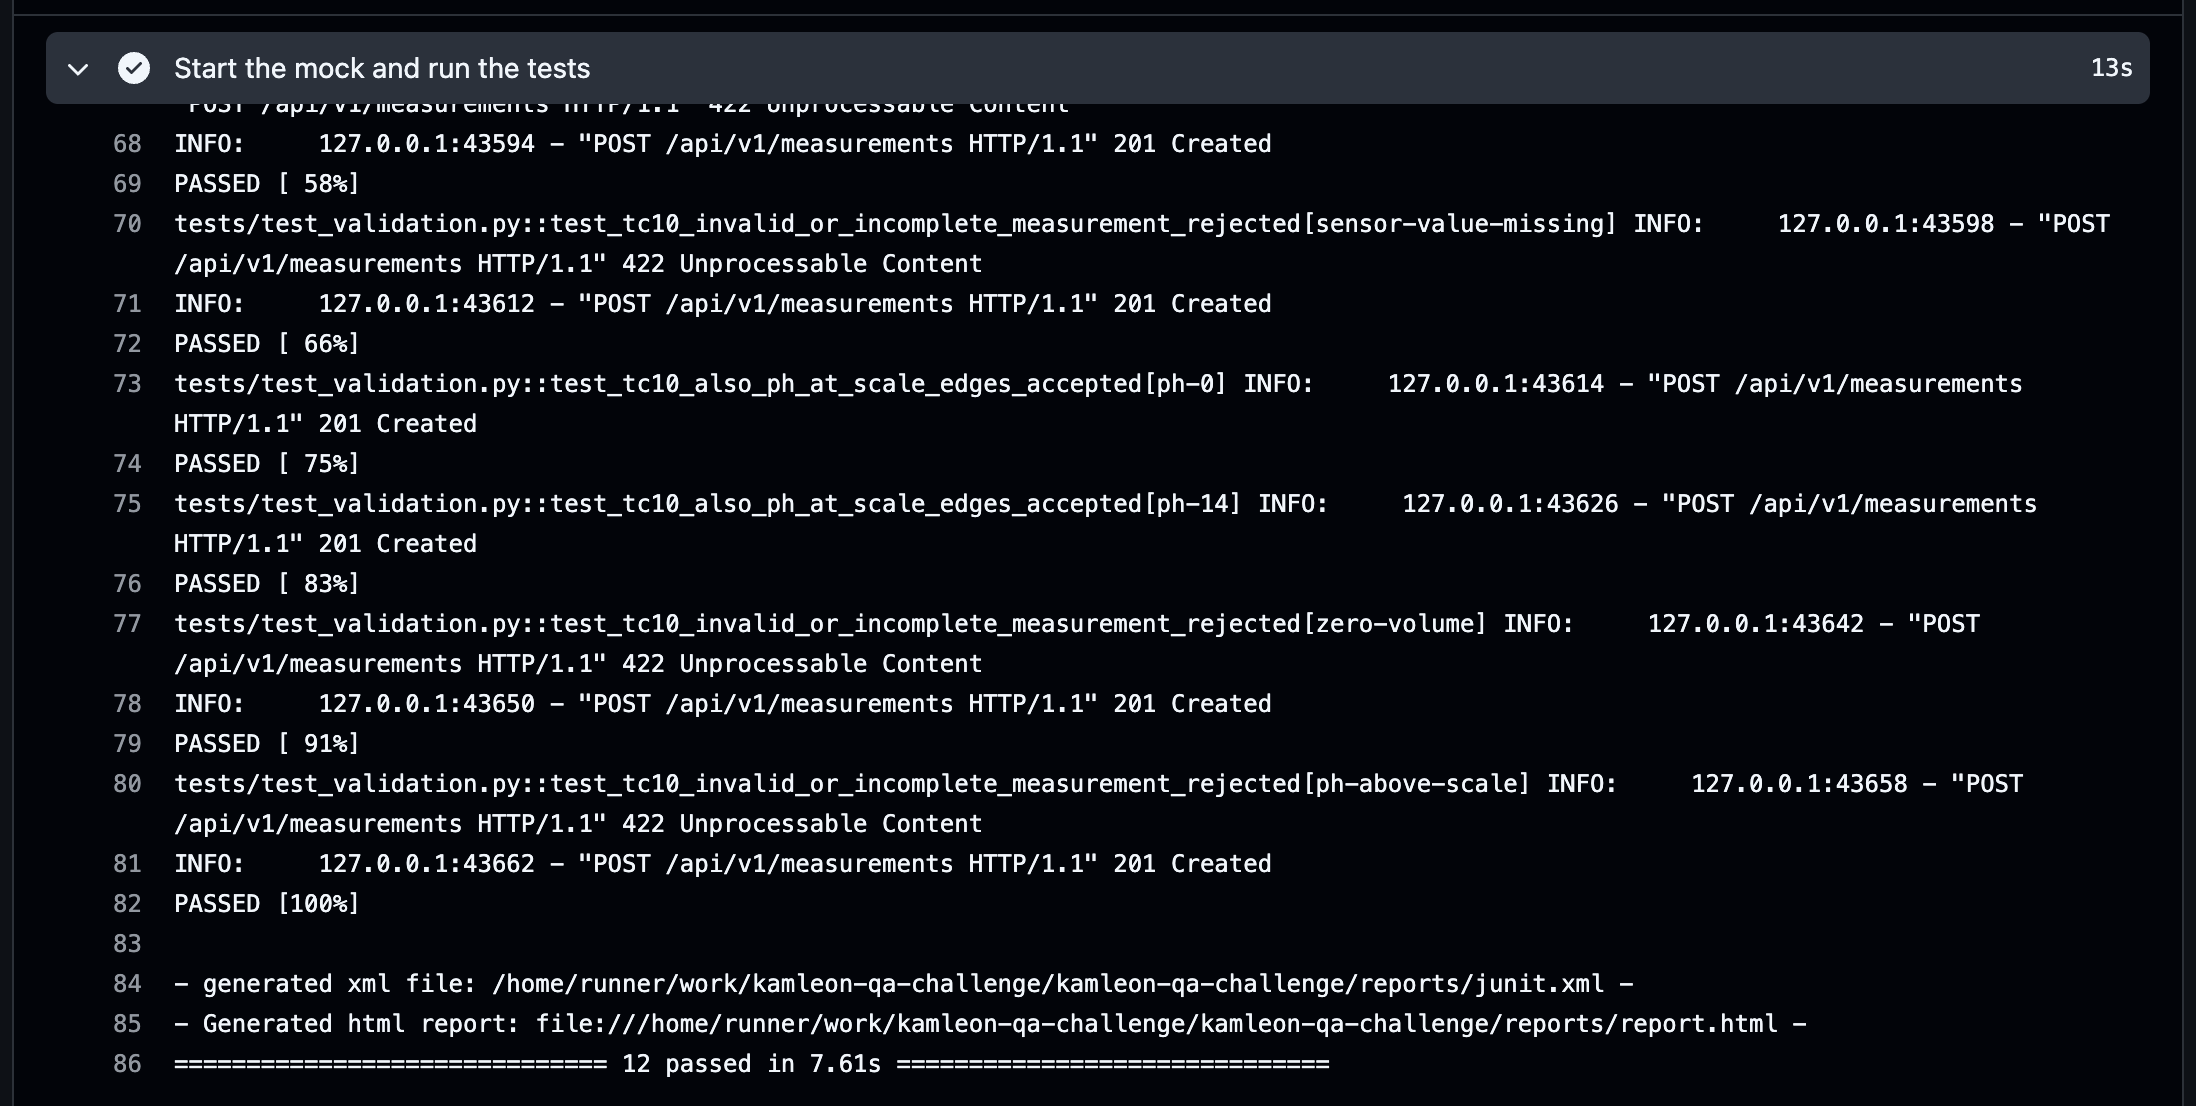 Start the mock and run the tests 13s
"POST /api/v1/measurements HTTP/1.1" 422 Unprocessable Content
68 INFO:     127.0.0.1:43594 - "POST /api/v1/measurements HTTP/1.1" 201 Created
69 PASSED [ 58%]
70 tests/test_validation.py::test_tc10_invalid_or_incomplete_measurement_rejected[sensor-value-missing] INFO:     127.0.0.1:43598 - "POST
/api/v1/measurements HTTP/1.1" 422 Unprocessable Content
71 INFO:     127.0.0.1:43612 - "POST /api/v1/measurements HTTP/1.1" 201 Created
72 PASSED [ 66%]
73 tests/test_validation.py::test_tc10_also_ph_at_scale_edges_accepted[ph-0] INFO:     127.0.0.1:43614 - "POST /api/v1/measurements
HTTP/1.1" 201 Created
74 PASSED [ 75%]
75 tests/test_validation.py::test_tc10_also_ph_at_scale_edges_accepted[ph-14] INFO:     127.0.0.1:43626 - "POST /api/v1/measurements
HTTP/1.1" 201 Created
76 PASSED [ 83%]
77 tests/test_validation.py::test_tc10_invalid_or_incomplete_measurement_rejected[zero-volume] INFO:     127.0.0.1:43642 - "POST
/api/v1/measurements HTTP/1.1" 422 Unprocessable Content
78 INFO:     127.0.0.1:43650 - "POST /api/v1/measurements HTTP/1.1" 201 Created
79 PASSED [ 91%]
80 tests/test_validation.py::test_tc10_invalid_or_incomplete_measurement_rejected[ph-above-scale] INFO:     127.0.0.1:43658 - "POST
/api/v1/measurements HTTP/1.1" 422 Unprocessable Content
81 INFO:     127.0.0.1:43662 - "POST /api/v1/measurements HTTP/1.1" 201 Created
82 PASSED [100%]
83
84 - generated xml file: /home/runner/work/kamleon-qa-challenge/kamleon-qa-challenge/reports/junit.xml -
85 - Generated html report: file:///home/runner/work/kamleon-qa-challenge/kamleon-qa-challenge/reports/report.html -
86 ============================== 12 passed in 7.61s ==============================